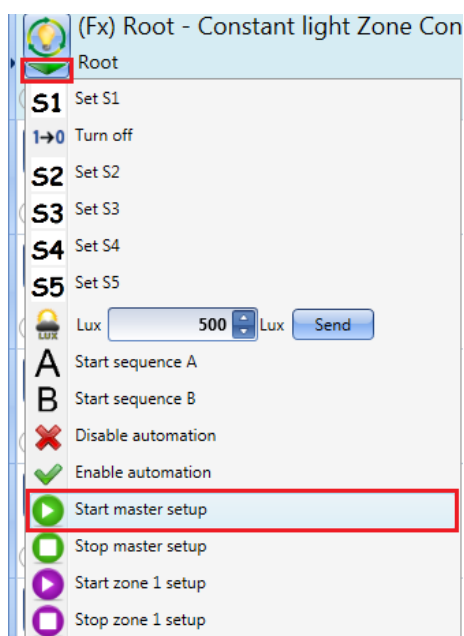 (Fx) Root - Constant light Zone Con
Root
S1 Set S1
1→0 Turn off
S2 Set S2
S3 Set S3
S4 Set S4
S5 Set S5
LUX Lux 500 Lux Send
A Start sequence A
B Start sequence B
Disable automation
Enable automation
Start master setup
Stop master setup
Start zone 1 setup
Stop zone 1 setup